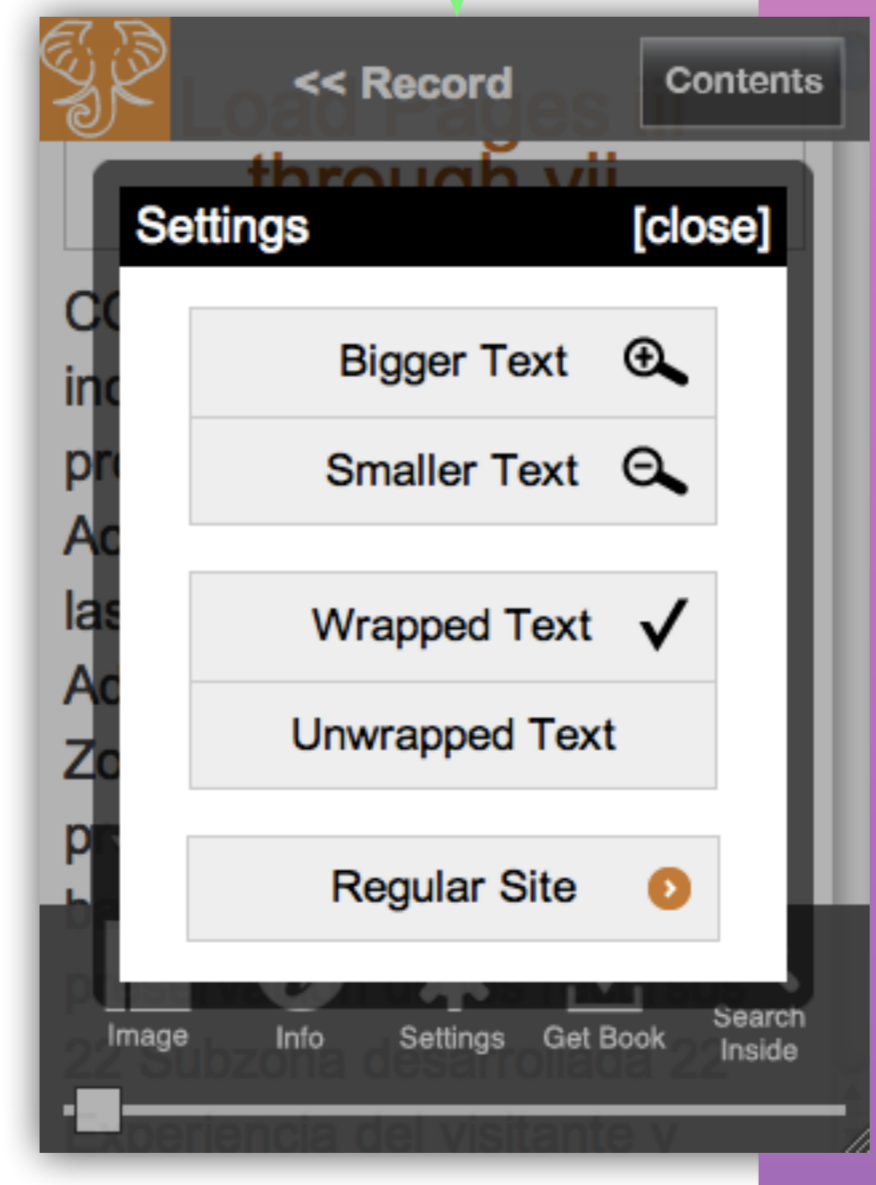 << Record
Contents
Load Pages ii
through vii
Settings
[close]
Bigger Text
Smaller Text
Wrapped Text
Unwrapped Text
Regular Site
Image
Info
Settings
Get Book
Search
Inside
22 Subzona desarrollada 22
Experiencia del visitante y